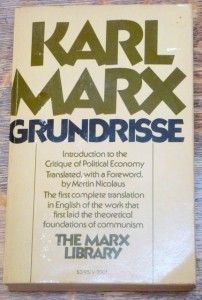 KARL
MARX
GRUNDRISSE
Introduction to the
Critique of Political Economy
Translated, with a Foreword,
by Martin Nicolaus
The first complete translation
in English of the work that
first laid the theoretical
foundations of communism
THE MARX
LIBRARY